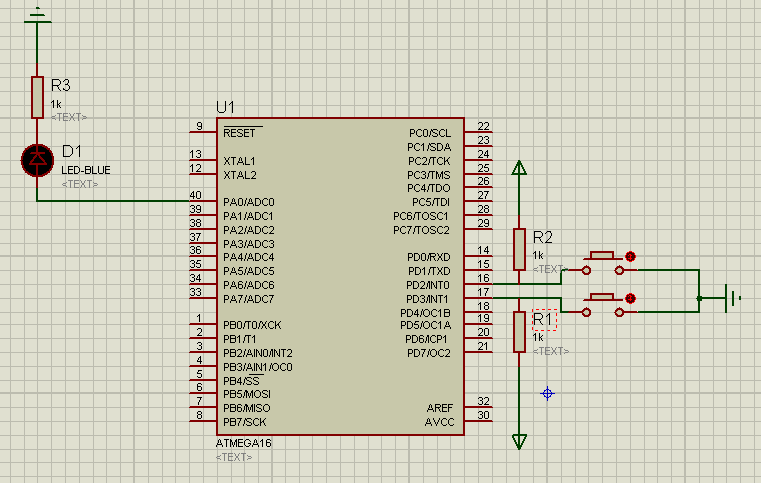 R3
1k
<TEXT>
D1
LED-BLUE
<TEXT>
U1
9 RESET
13 XTAL1
12 XTAL2
40 PA0/ADC0
39 PA1/ADC1
38 PA2/ADC2
37 PA3/ADC3
36 PA4/ADC4
35 PA5/ADC5
34 PA6/ADC6
33 PA7/ADC7
1 PB0/T0/XCK
2 PB1/T1
3 PB2/AIN0/INT2
4 PB3/AIN1/OC0
5 PB4/SS
6 PB5/MOSI
7 PB6/MISO
8 PB7/SCK
PC0/SCL 22
PC1/SDA 23
PC2/TCK 24
PC3/TMS 25
PC4/TDO 26
PC5/TDI 27
PC6/TOSC1 28
PC7/TOSC2 29
PD0/RXD 14
PD1/TXD 15
PD2/INT0 16
PD3/INT1 17
PD4/OC1B 18
PD5/OC1A 19
PD6/ICP1 20
PD7/OC2 21
AREF 32
AVCC 30
ATMEGA16
<TEXT>
R2
1k
<TEXT>
R1
1k
<TEXT>